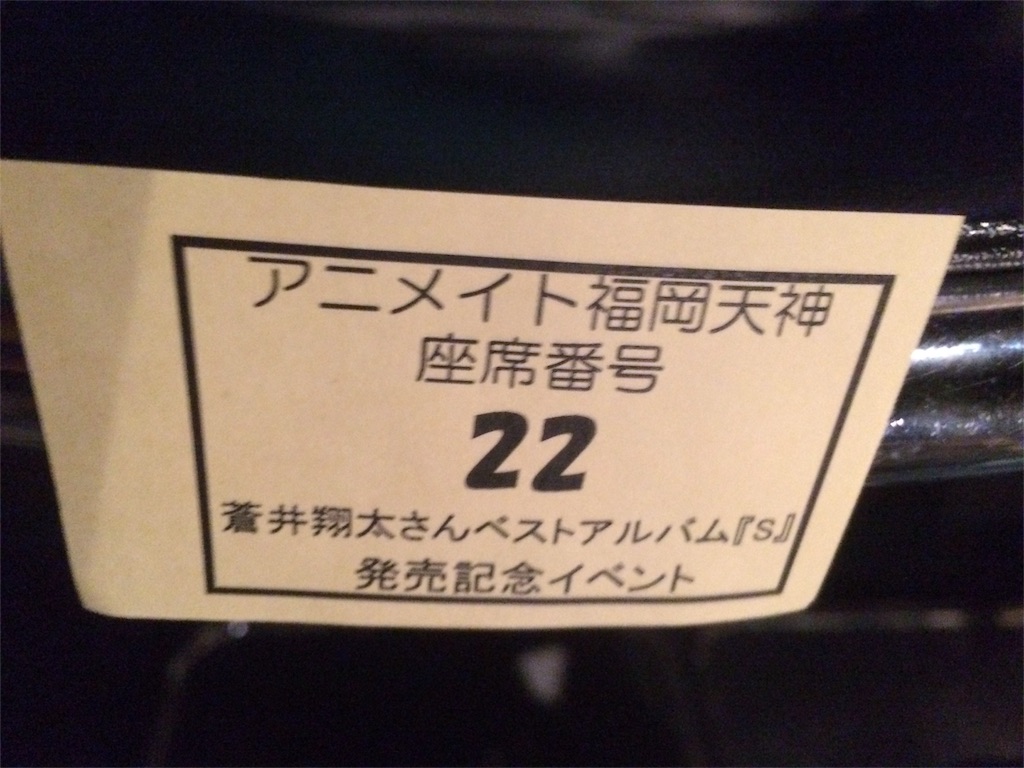 アニメイト福岡天神
座席番号
22
蒼井翔太さんベストアルバム『S』
発売記念イベント